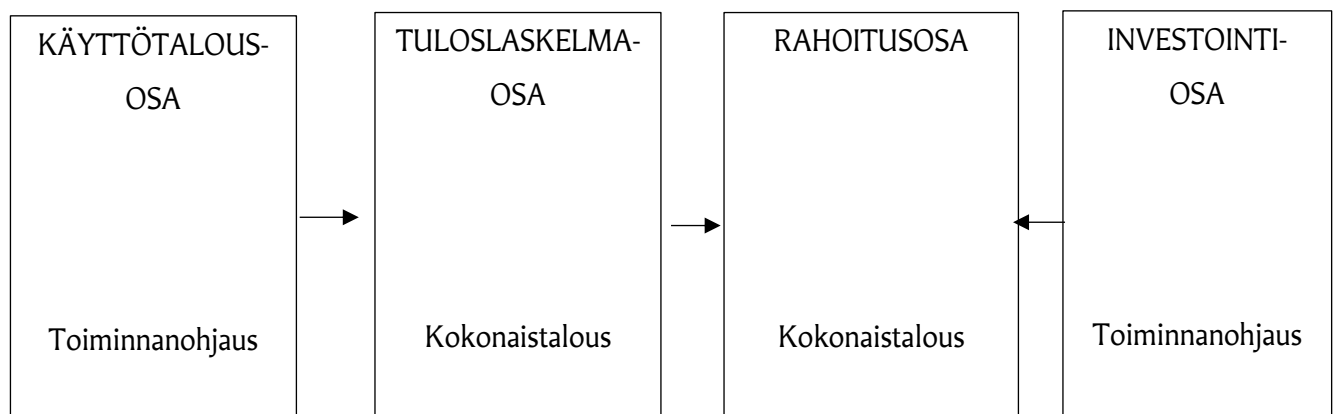 KÄYTTÖTALOUS-
OSA
Toiminnanohjaus
TULOSLASKELMA-
OSA
Kokonaistalous
RAHOITUSOSA
Kokonaistalous
INVESTOINTI-
OSA
Toiminnanohjaus